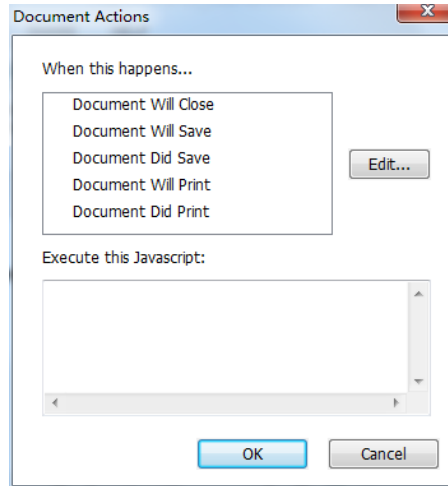 Document Actions
When this happens...
Document Will Close
Document Will Save
Document Did Save
Document Will Print
Document Did Print
Edit...
Execute this Javascript:
OK
Cancel